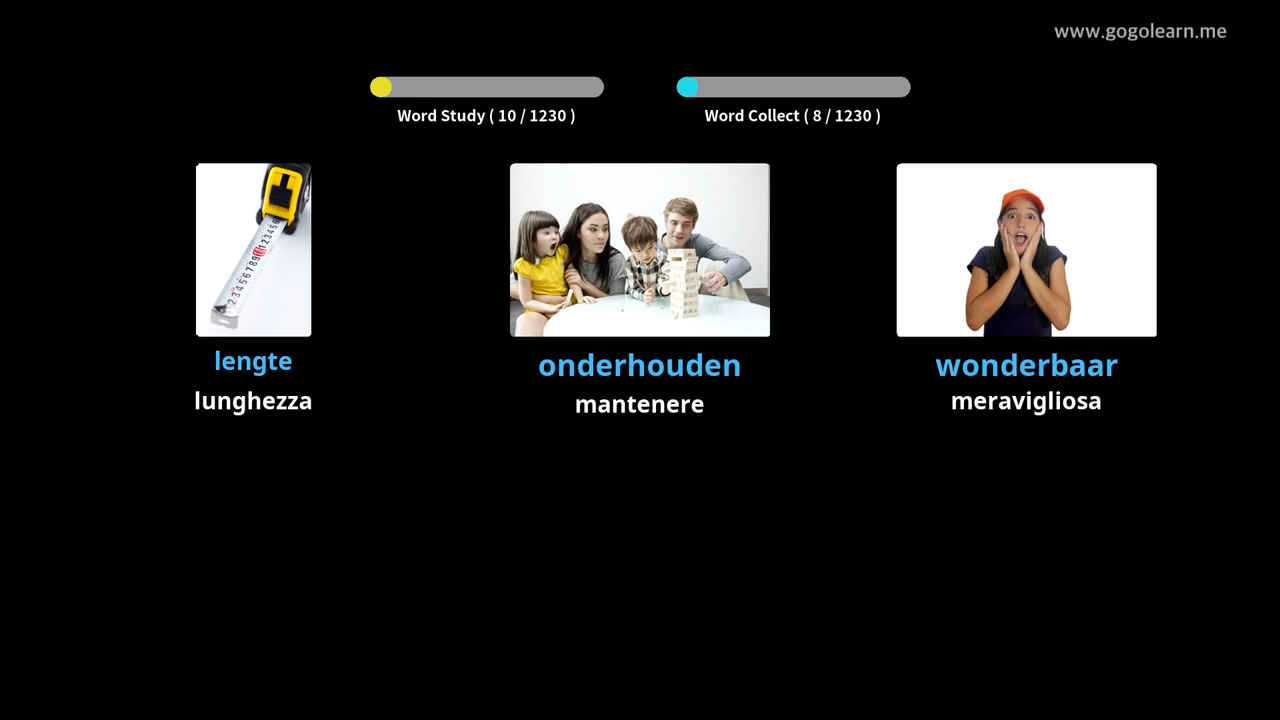 www.gogolearn.me
Word Study ( 10 / 1230 )
Word Collect ( 8 / 1230 )
lengte
lunghezza
onderhouden
mantenere
wonderbaar
meravigliosa